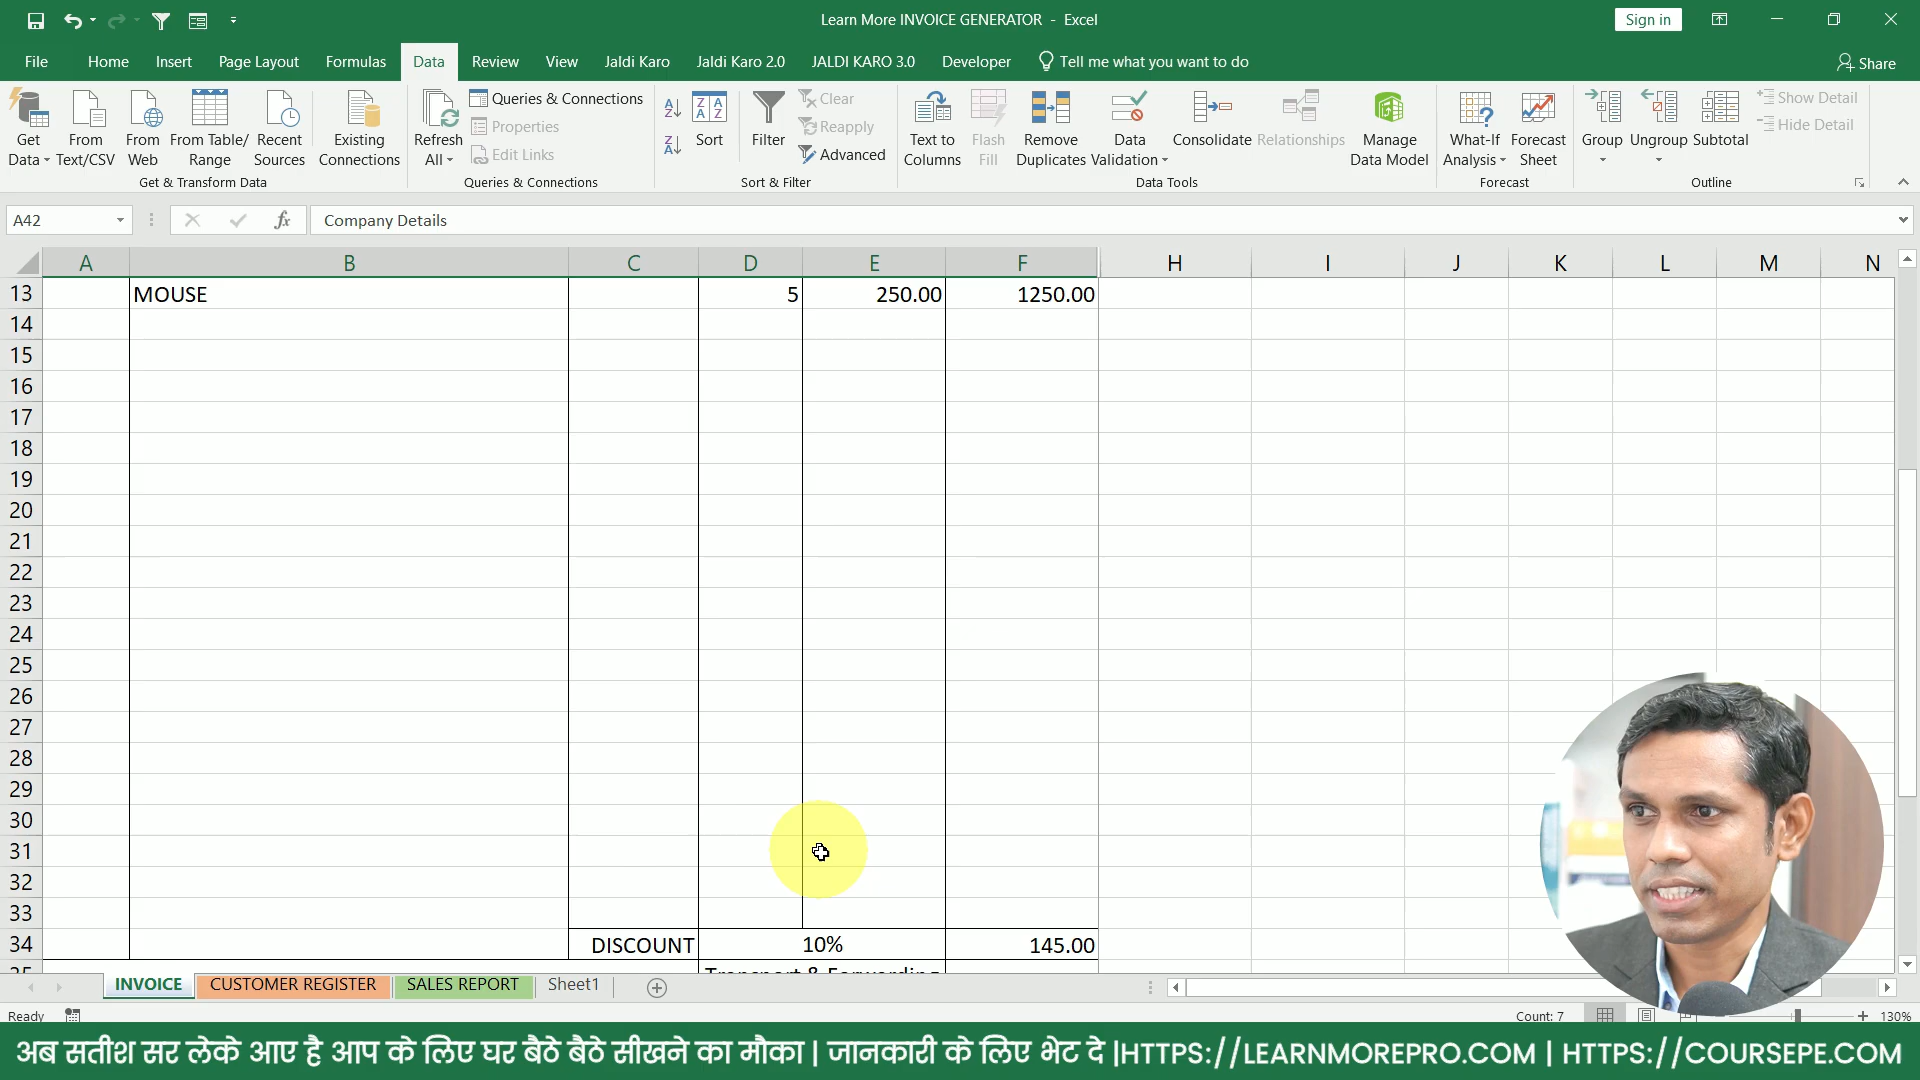 Learn More INVOICE GENERATOR - Excel
Sign in
File Home Insert Page Layout Formulas Data Review View Jaldi Karo Jaldi Karo 2.0 JALDI KARO 3.0 Developer Tell me what you want to do Share
Get Data
From Text/CSV
From Web
From Table/ Range
Recent Sources
Existing Connections
Get & Transform Data
Refresh All
Queries & Connections
Properties
Edit Links
Queries & Connections
Sort
Filter
Clear
Reapply
Advanced
Sort & Filter
Text to Columns
Flash Fill
Remove Duplicates
Data Validation
Consolidate
Relationships
Manage Data Model
Data Tools
What-If Analysis
Forecast Sheet
Forecast
Group
Ungroup
Subtotal
Show Detail
Hide Detail
Outline
A42 fx Company Details
A B C D E F H I J K L M N
13 MOUSE 5 250.00 1250.00
14
15
16
17
18
19
20
21
22
23
24
25
26
27
28
29
30
31
32
33
34 DISCOUNT 10% 145.00
35 Transport & Forwarding
INVOICE CUSTOMER REGISTER SALES REPORT Sheet1
Ready Count: 7 130%
अब सतीश सर लेके आए है आप के लिए घर बैठे बैठे सीखने का मौका | जानकारी के लिए भेट दे |HTTPS://LEARNMOREPRO.COM | HTTPS://COURSEPE.COM